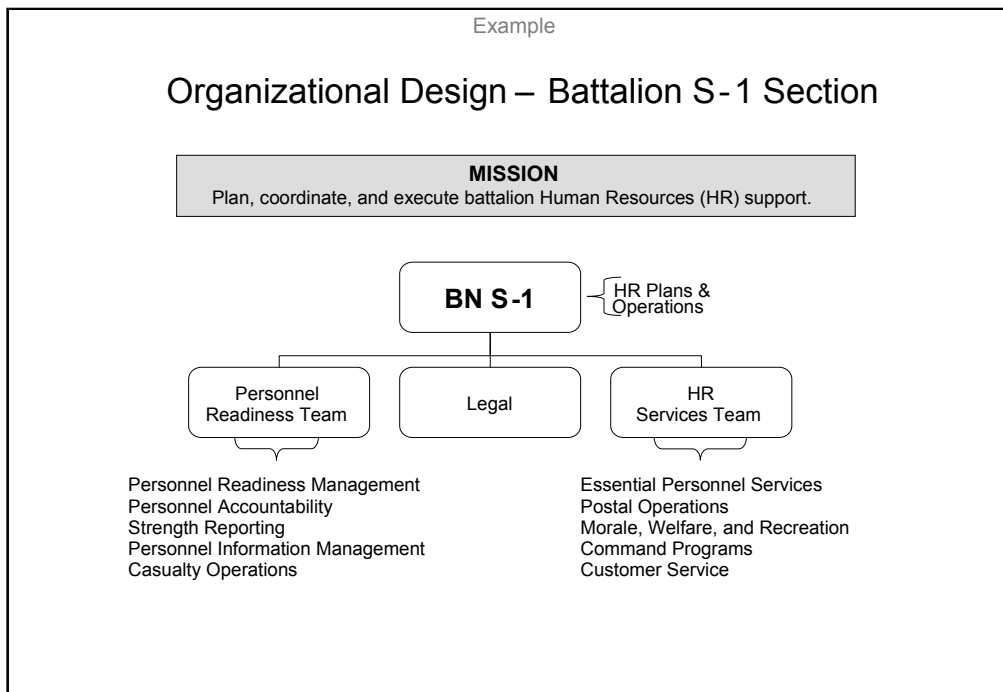 Example
Organizational Design – Battalion S-1 Section
MISSION
Plan, coordinate, and execute battalion Human Resources (HR) support.
BN S-1
HR Plans &
Operations
Personnel
Readiness Team
Legal
HR
Services Team
Personnel Readiness Management
Personnel Accountability
Strength Reporting
Personnel Information Management
Casualty Operations
Essential Personnel Services
Postal Operations
Morale, Welfare, and Recreation
Command Programs
Customer Service